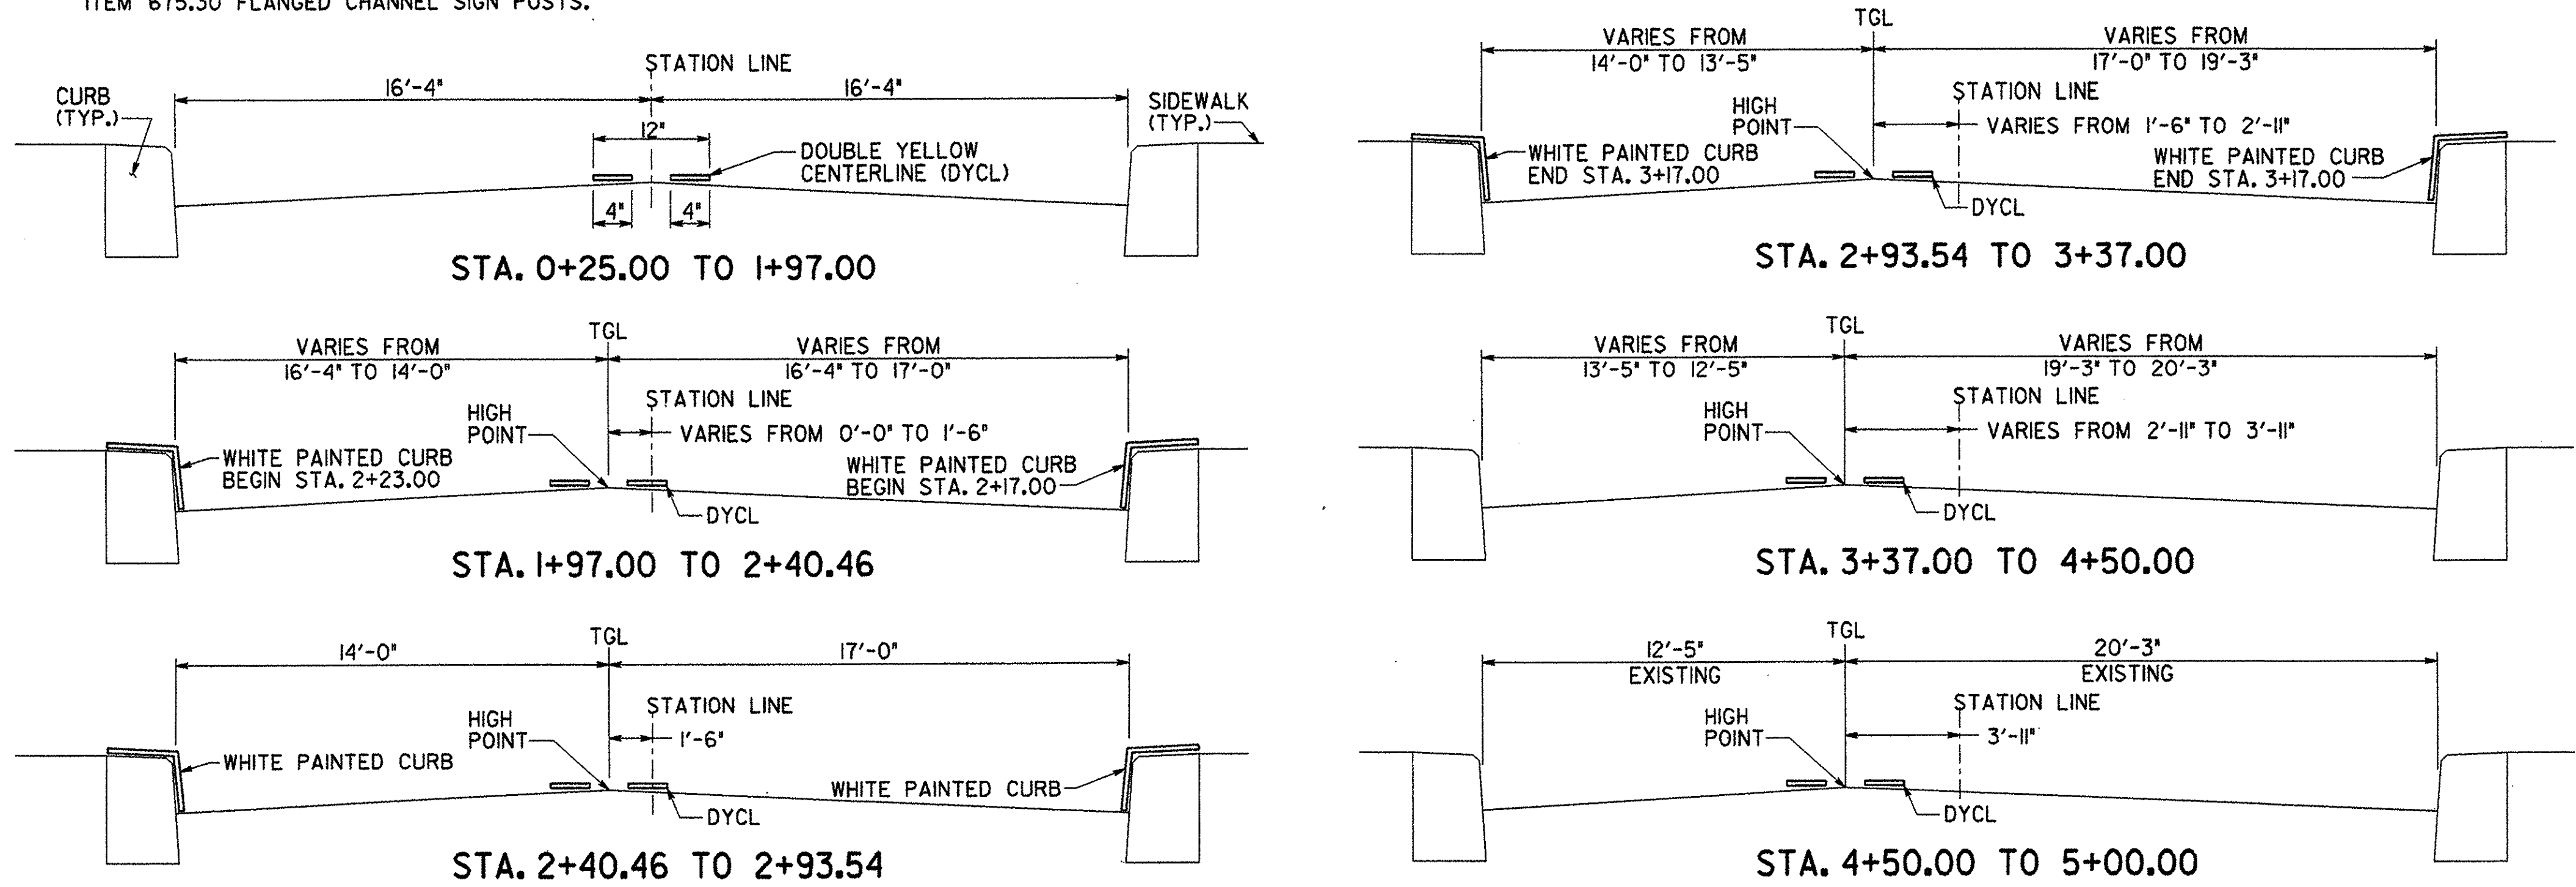 ITEM 675.30 FLANGED CHANNEL SIGN POSTS.
STATION LINE
16'-4" 16'-4"
CURB
(TYP.)
SIDEWALK
(TYP.)
12"
DOUBLE YELLOW
CENTERLINE (DYCL)
4" 4"
STA. 0+25.00 TO 1+97.00
TGL
VARIES FROM
16'-4" TO 14'-0"
VARIES FROM
16'-4" TO 17'-0"
STATION LINE
HIGH
POINT
VARIES FROM 0'-0" TO 1'-6"
WHITE PAINTED CURB
BEGIN STA. 2+23.00
WHITE PAINTED CURB
BEGIN STA. 2+17.00
DYCL
STA. 1+97.00 TO 2+40.46
TGL
14'-0" 17'-0"
STATION LINE
HIGH
POINT
1'-6"
WHITE PAINTED CURB
WHITE PAINTED CURB
DYCL
STA. 2+40.46 TO 2+93.54
TGL
VARIES FROM
14'-0" TO 13'-5"
VARIES FROM
17'-0" TO 19'-3"
STATION LINE
HIGH
POINT
VARIES FROM 1'-6" TO 2'-11"
WHITE PAINTED CURB
END STA. 3+17.00
WHITE PAINTED CURB
END STA. 3+17.00
DYCL
STA. 2+93.54 TO 3+37.00
TGL
VARIES FROM
13'-5" TO 12'-5"
VARIES FROM
19'-3" TO 20'-3"
STATION LINE
HIGH
POINT
VARIES FROM 2'-11" TO 3'-11"
DYCL
STA. 3+37.00 TO 4+50.00
TGL
12'-5"
EXISTING
20'-3"
EXISTING
STATION LINE
HIGH
POINT
3'-11"
DYCL
STA. 4+50.00 TO 5+00.00